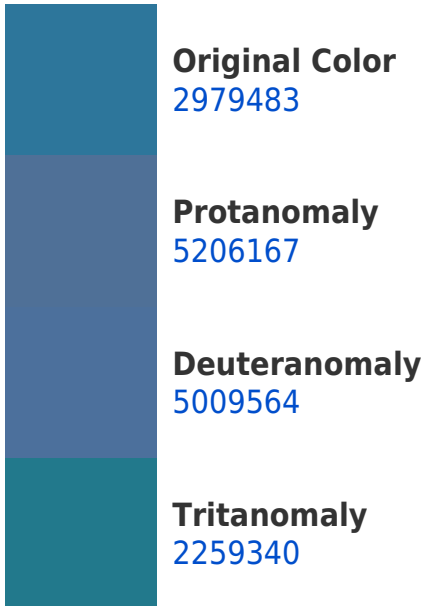 Original Color
2979483
Protanomaly
5206167
Deuteranomaly
5009564
Tritanomaly
2259340